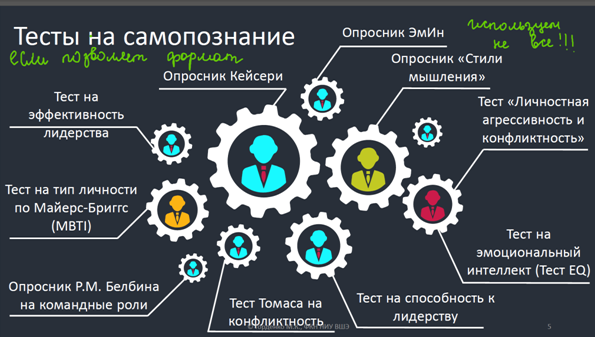 Тесты на самопознание
если позволяет формат
используем
не все!!!
Опросник ЭмИн
Опросник Кейсери
Опросник «Стили
мышления»
Тест на
эффективность
лидерства
Тест «Личностная
агрессивность и
конфликтность»
Тест на тип личности
по Майерс-Бриггс
(MBTI)
Тест на
эмоциональный
интеллект (Тест EQ)
Опросник Р.М. Белбина
на командные роли
Тест Томаса на
конфликтность
Тест на способность к
лидерству
НИУ ВШЭ
5